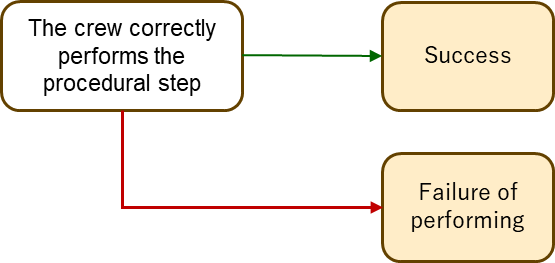 The crew correctly
performs the
procedural step
Success
Failure of
performing